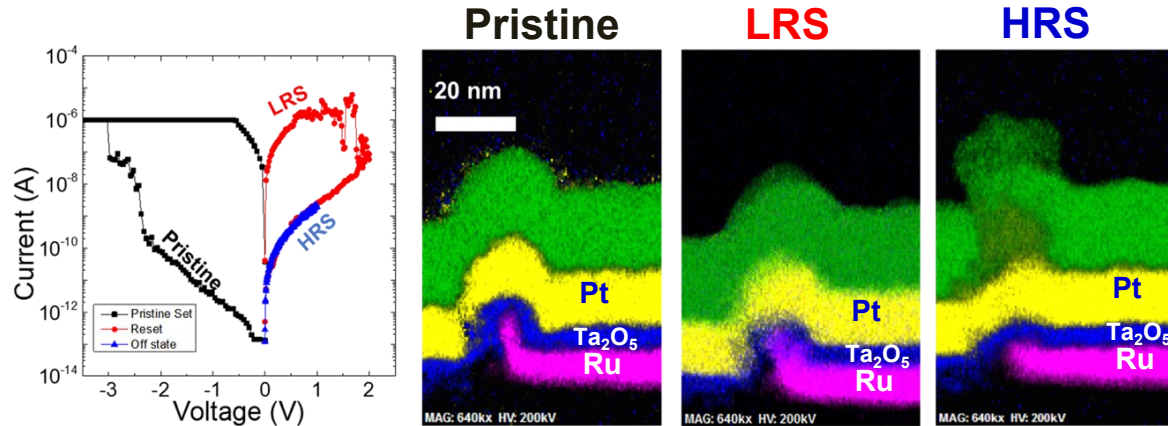 Pristine
LRS
HRS
10⁻⁴
10⁻⁶
10⁻⁸
10⁻¹⁰
10⁻¹²
10⁻¹⁴
Current (A)
LRS
HRS
Pristine
Pristine Set
Reset
Off state
-3 -2 -1 0 1 2
Voltage (V)
20 nm
Pt
Ta₂O₅
Ru
MAG: 640kx HV: 200kV
Pt
Ta₂O₅
Ru
MAG: 640kx HV: 200kV
Pt
Ta₂O₅
Ru
MAG: 640kx HV: 200kV